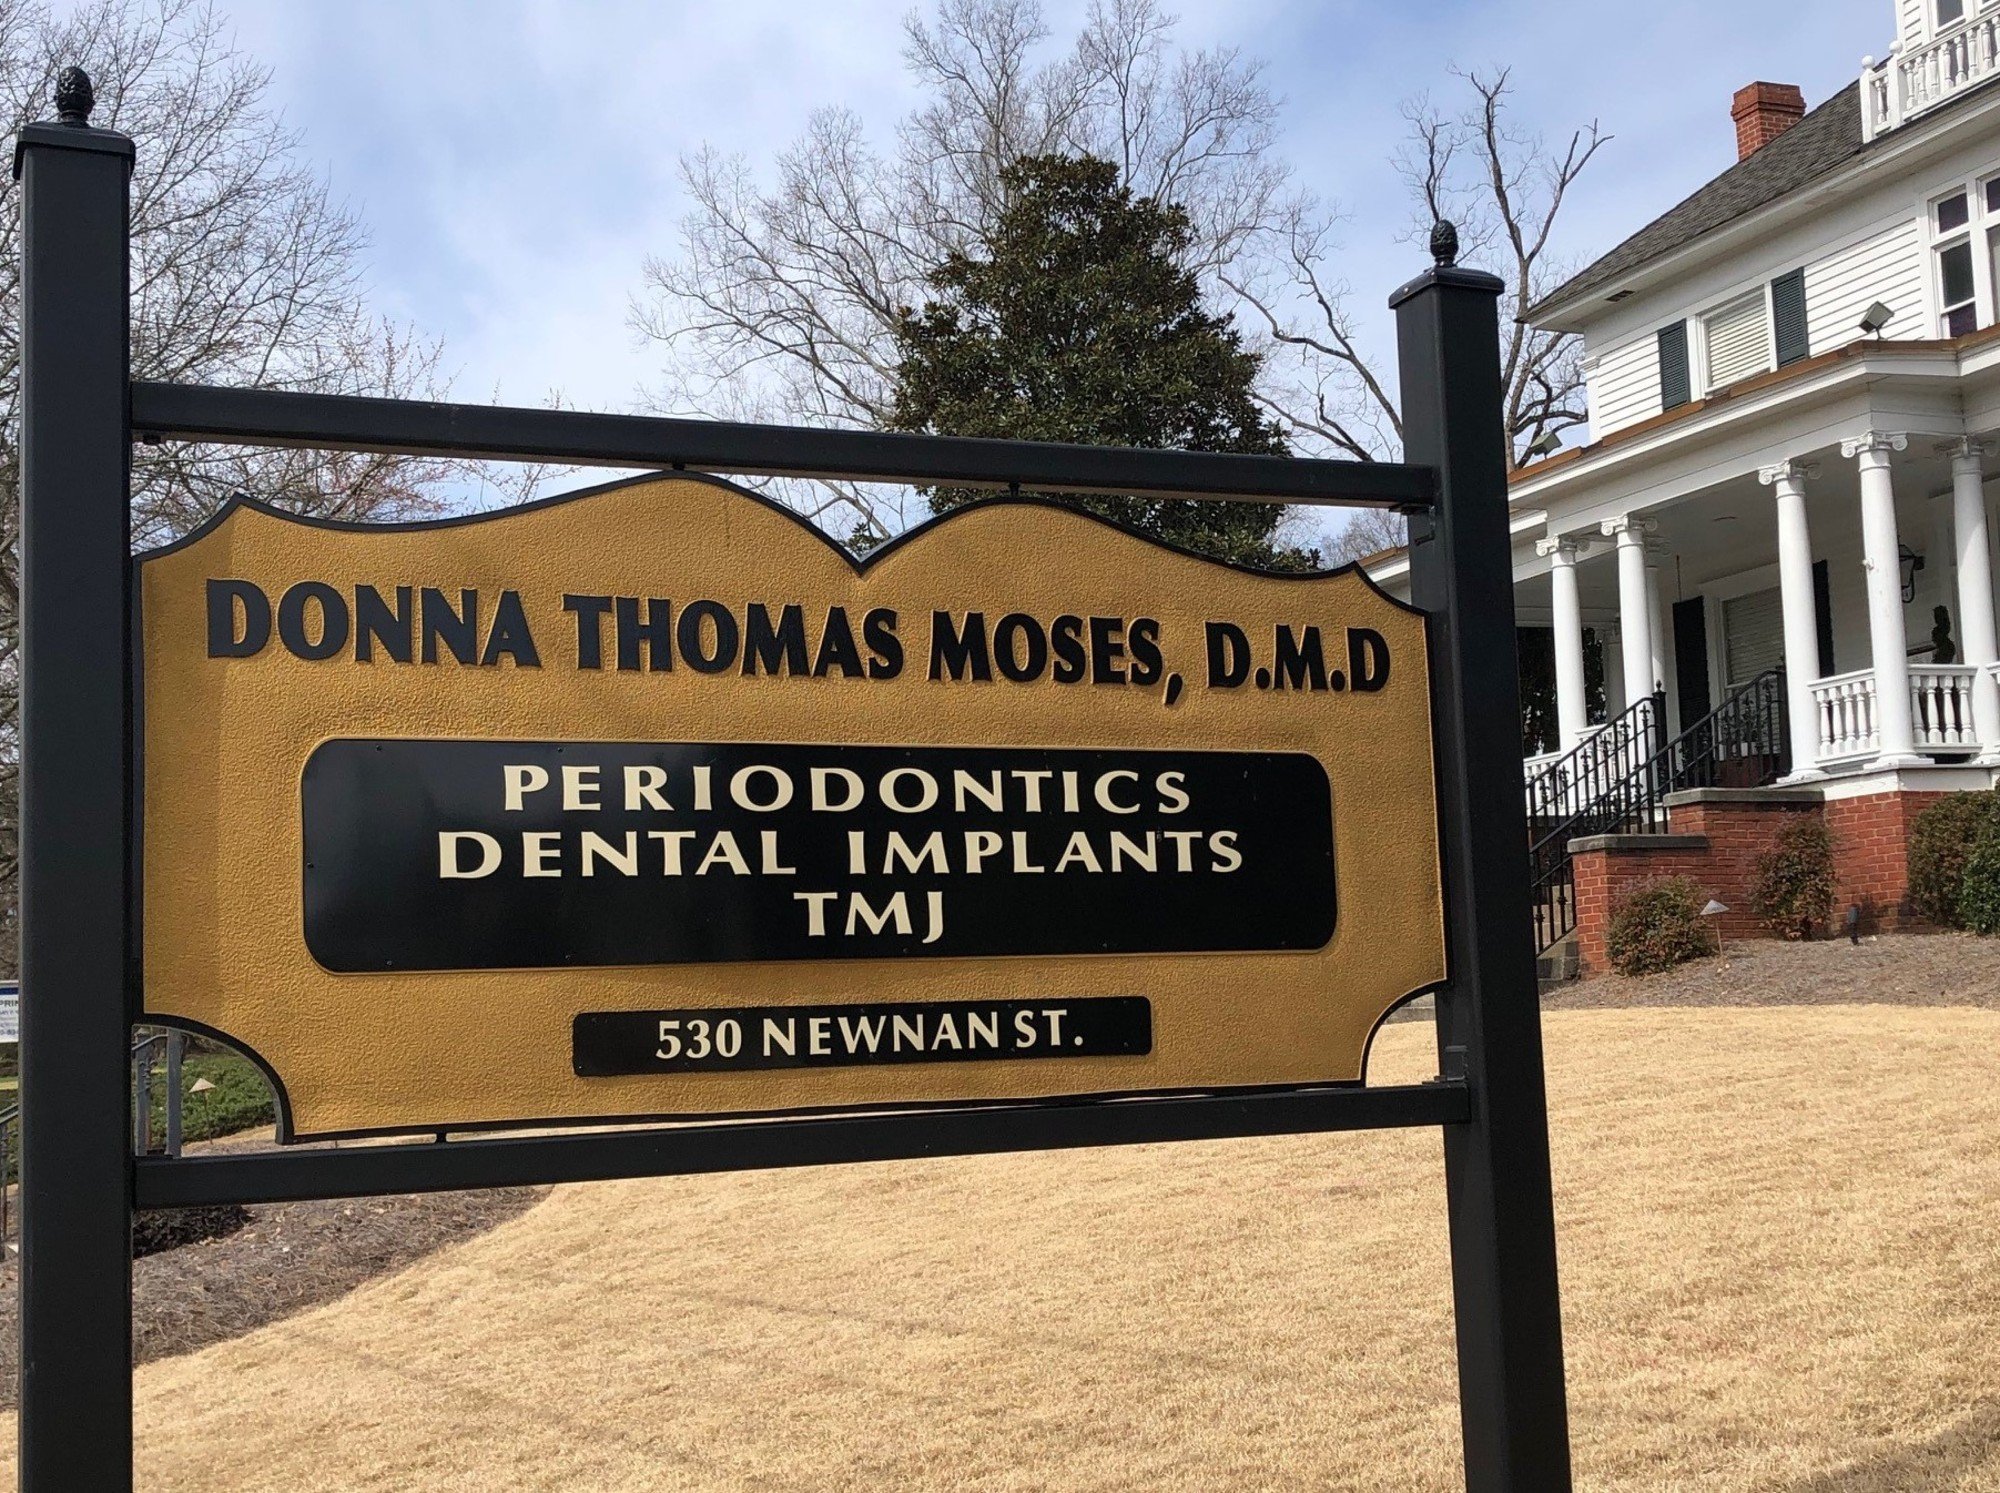 DONNA THOMAS MOSES, D.M.D
PERIODONTICS
DENTAL IMPLANTS
TMJ
530 NEWNAN ST.